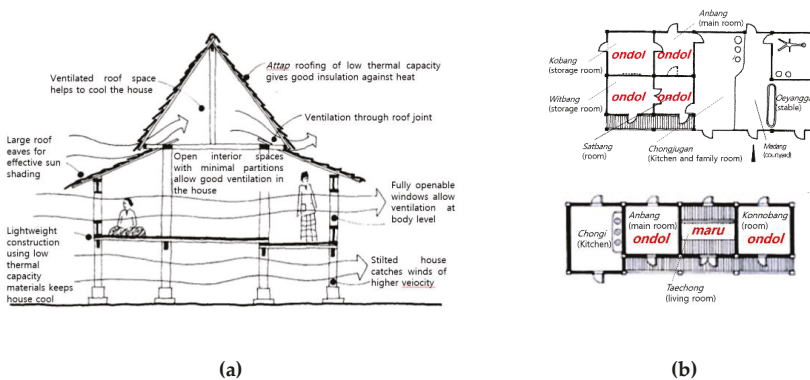 Ventilated roof space
helps to cool the house
Attap roofing of low thermal capacity
gives good insulation against heat
Ventilation through roof joint
Large roof
eaves for
effective sun
shading
Open interior spaces
with minimal partitions
allow good ventilation in
the house
Fully openable
windows allow
ventilation at
body level
Lightweight
construction
using low
thermal
capacity
materials keeps
house cool
Stilted house
catches winds of
higher veiocity
(a)
Anbang
(main room)
Kobang
(storage room)
ondol
ondol
Witbang
(storage room)
ondol
ondol
Oeyangga
(stable)
Satbang
(room)
Chongjugan
(Kitchen and family room)
Madang
(courtyard)
Chongi
(Kitchen)
Anbang
(main room)
ondol
maru
Konnobang
(room)
ondol
Taechong
(living room)
(b)